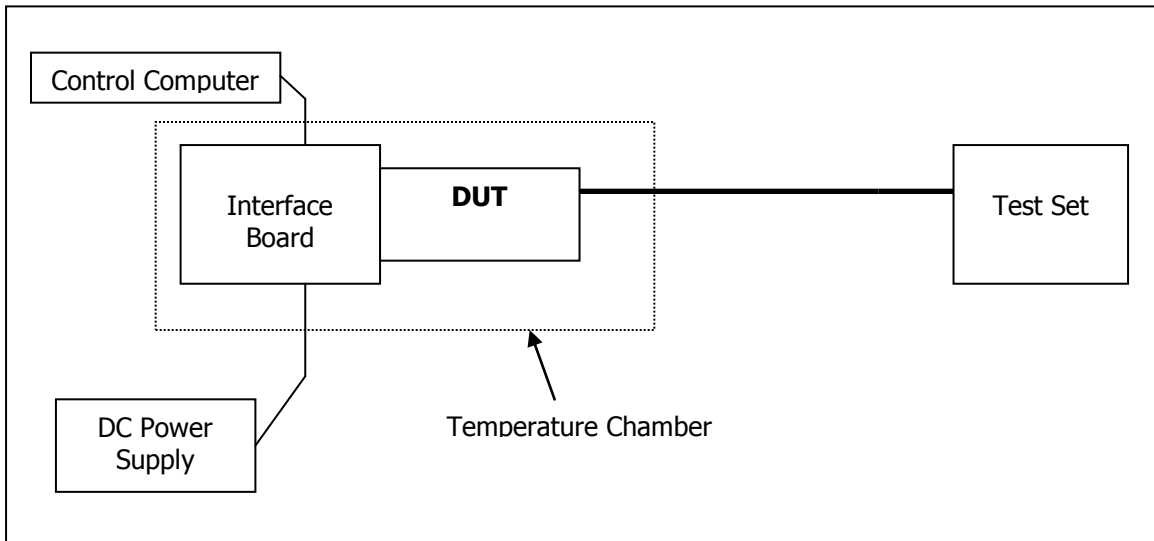 Control Computer
Interface
Board
DUT
Test Set
DC Power
Supply
Temperature Chamber